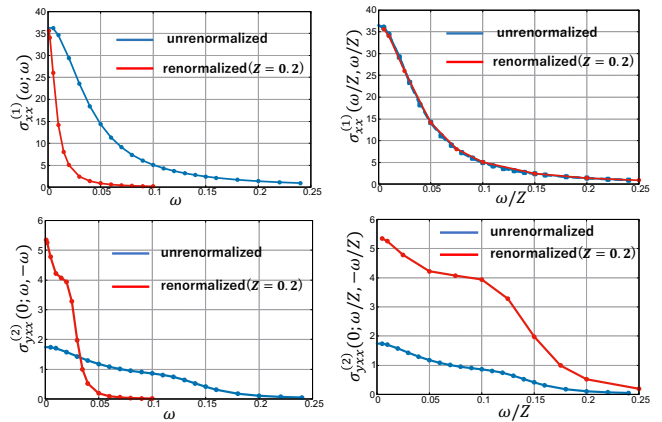 σ_xx^(1)(ω; ω)
40
35
30
25
20
15
10
5
0
unrenormalized
renormalized(Z = 0.2)
0 0.05 0.1 0.15 0.20 0.25
ω
σ_xx^(1)(ω/Z, ω/Z)
40
35
30
25
20
15
10
5
0
unrenormalized
renormalized(Z = 0.2)
0 0.05 0.1 0.15 0.20 0.25
ω/Z
σ_yxx^(2)(0; ω, −ω)
6
5
4
3
2
1
0
unrenormalized
renormalized(Z = 0.2)
0 0.05 0.1 0.15 0.20 0.25
ω
σ_yxx^(2)(0; ω/Z, −ω/Z)
6
5
4
3
2
1
0
unrenormalized
renormalized(Z = 0.2)
0 0.05 0.1 0.15 0.20 0.25
ω/Z